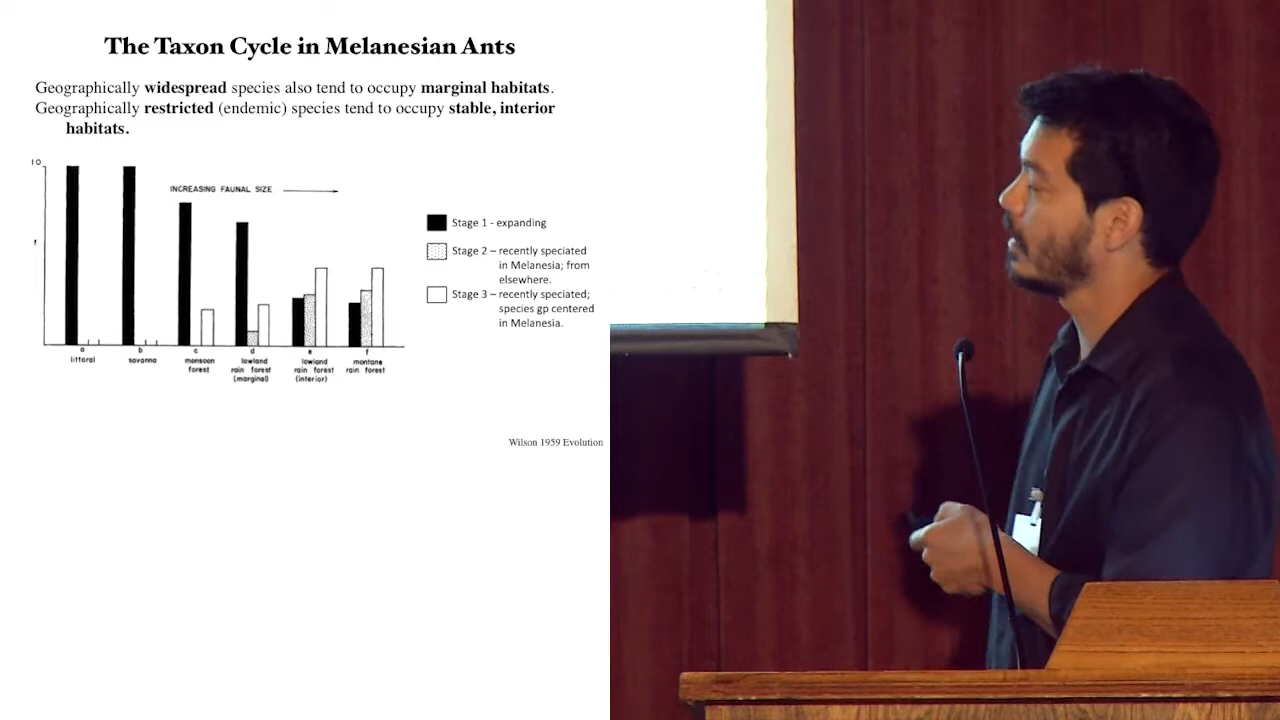 The Taxon Cycle in Melanesian Ants
Geographically widespread species also tend to occupy marginal habitats.
Geographically restricted (endemic) species tend to occupy stable, interior
habitats.
1.0
INCREASING FAUNAL SIZE
f
Stage 1 - expanding
Stage 2 – recently speciated
in Melanesia; from
elsewhere.
Stage 3 – recently speciated;
species gp centered
in Melanesia.
a
littoral
b
savanna
c
monsoon
forest
d
lowland
rain forest
(marginal)
e
lowland
rain forest
(interior)
f
montane
rain forest
Wilson 1959 Evolution